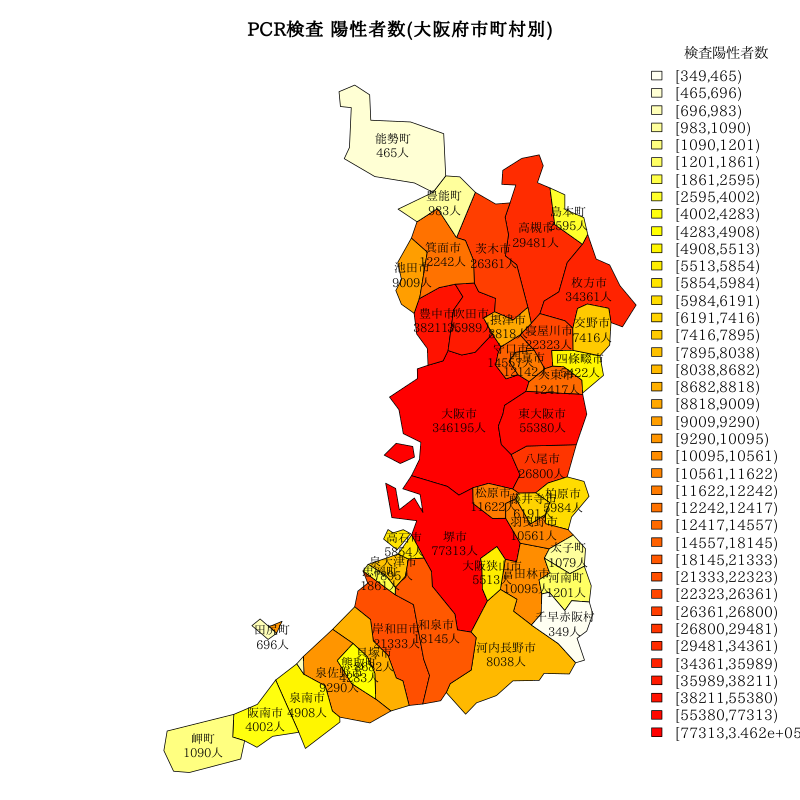 PCR検査 陽性者数(大阪府市町村別)
検査陽性者数
[349,465)
[465,696)
[696,983)
[983,1090)
[1090,1201)
[1201,1861)
[1861,2595)
[2595,4002)
[4002,4283)
[4283,4908)
[4908,5513)
[5513,5854)
[5854,5984)
[5984,6191)
[6191,7416)
[7416,7895)
[7895,8038)
[8038,8682)
[8682,8818)
[8818,9009)
[9009,9290)
[9290,10095)
[10095,10561)
[10561,11622)
[11622,12242)
[12242,12417)
[12417,14557)
[14557,18145)
[18145,21333)
[21333,22323)
[22323,26361)
[26361,26800)
[26800,29481)
[29481,34361)
[34361,35989)
[35989,38211)
[38211,55380)
[55380,77313)
[77313,3.462e+05
能勢町
465人
豊能町
983人
島本町
2595人
高槻市
29481人
茨木市
26361人
箕面市
12242人
池田市
9009人
枚方市
34361人
豊中市
38211人
吹田市
35989人
摂津市
8818人
寝屋川市
22323人
交野市
7416人
守口市
14557人
門真市
12142人
四條畷市
大東市
12417人
大阪市
346195人
東大阪市
55380人
八尾市
26800人
松原市
11622人
藤井寺市
6191人
柏原市
5984人
羽曳野市
10561人
高石市
5854人
堺市
77313人
泉大津市
7895人
忠岡町
1861人
大阪狭山市
5513人
富田林市
10095人
太子町
1079人
河南町
1201人
千早赤阪村
349人
田尻町
696人
岸和田市
21333人
和泉市
18145人
河内長野市
8038人
貝塚市
8682人
熊取町
4283人
泉佐野市
9290人
泉南市
4908人
阪南市
4002人
岬町
1090人